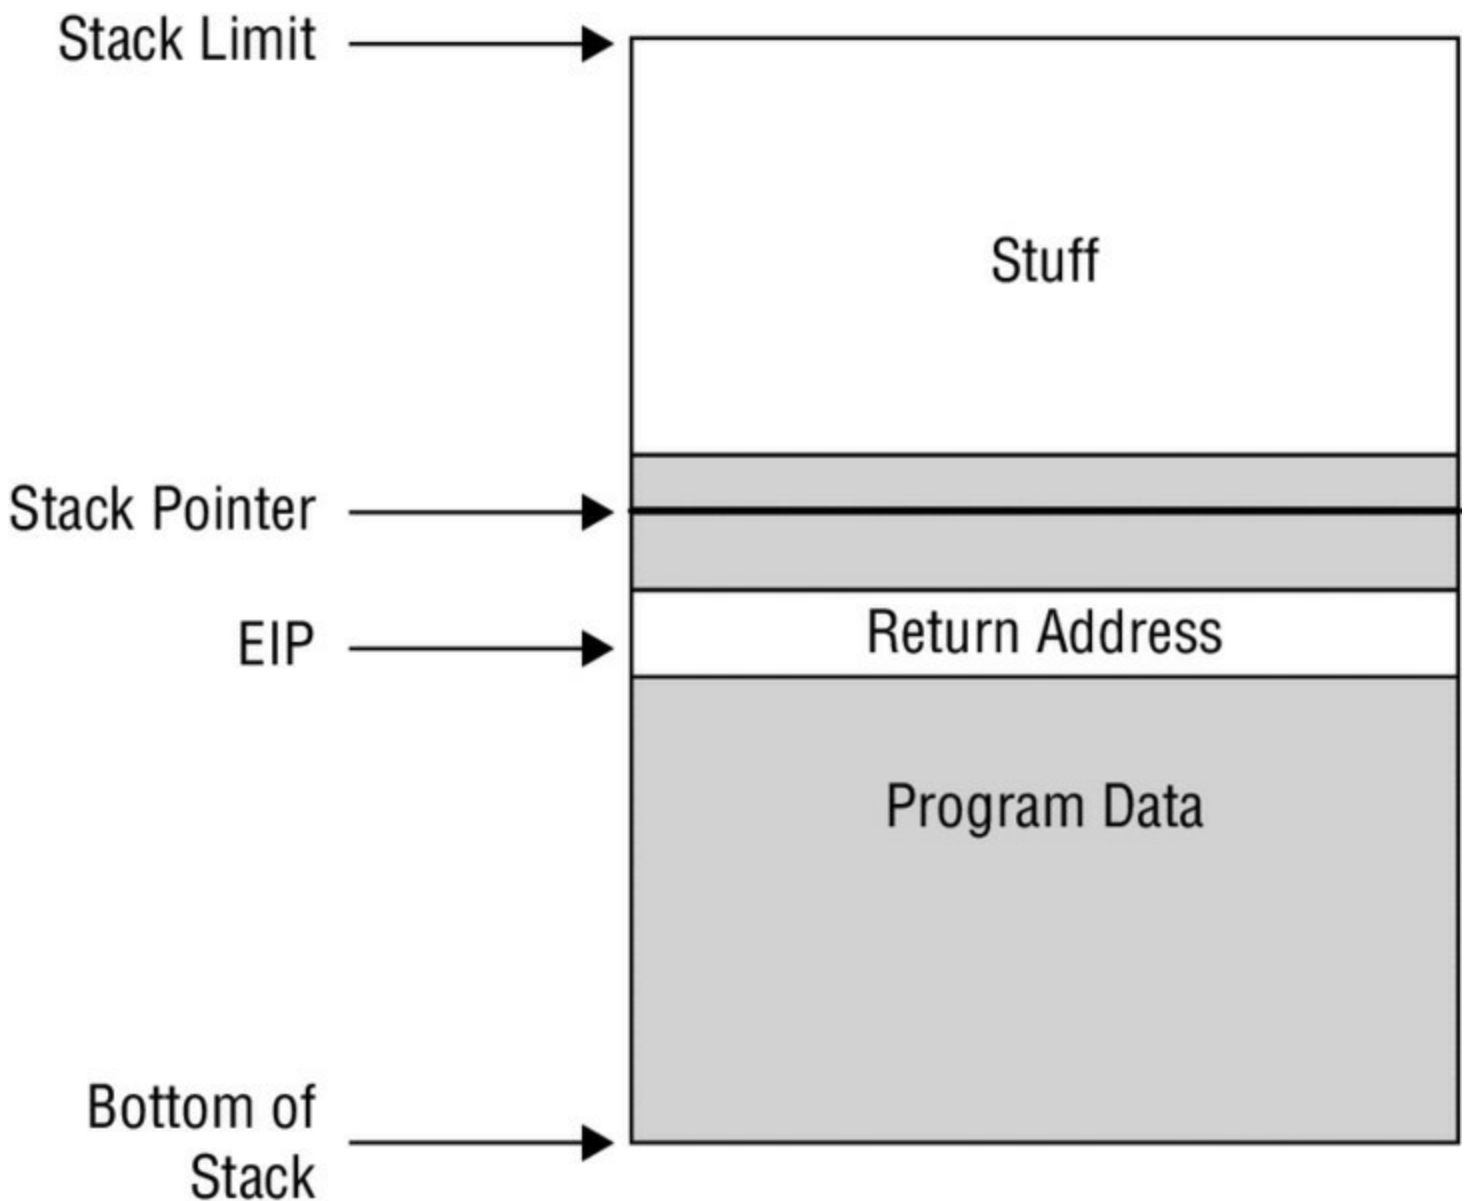 Stack Limit
Stuff
Stack Pointer
Return Address
EIP
Program Data
Bottom of
Stack